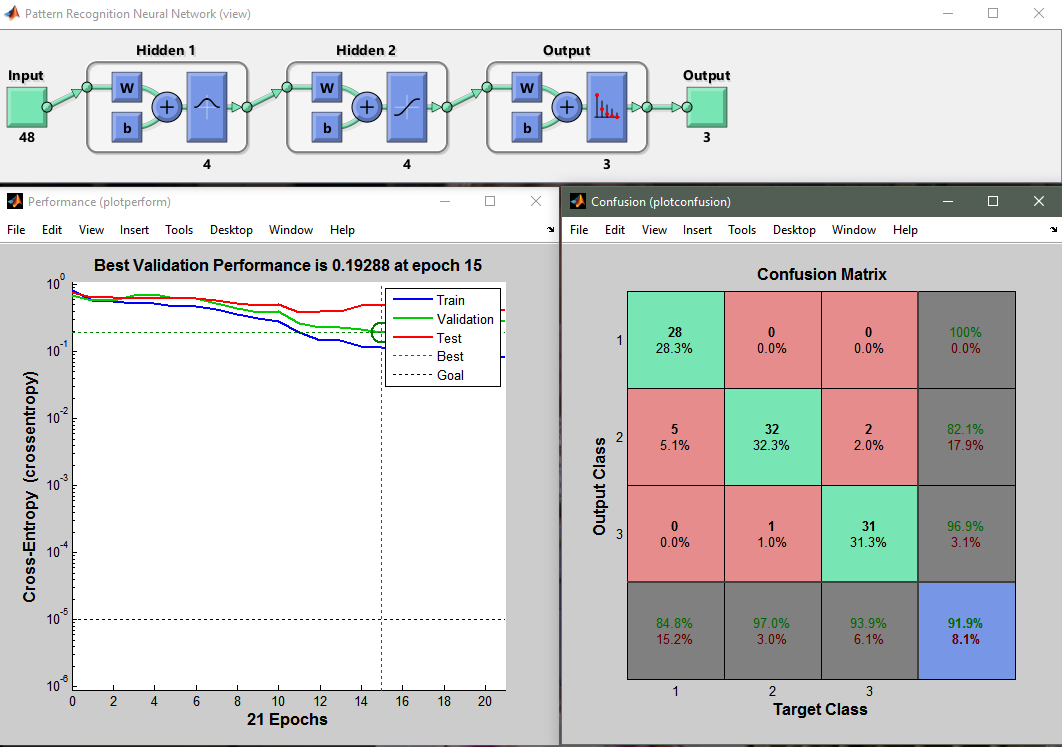 Pattern Recognition Neural Network (view)
Hidden 1
Hidden 2
Output
Input
Output
W
b
+
W
b
+
W
b
+
48
4
4
3
3
Performance (plotperform)
File Edit View Insert Tools Desktop Window Help
Best Validation Performance is 0.19288 at epoch 15
Cross-Entropy (crossentropy)
10^0
10^-1
10^-2
10^-3
10^-4
10^-5
10^-6
Train
Validation
Test
Best
Goal
0 2 4 6 8 10 12 14 16 18 20
21 Epochs
Confusion (plotconfusion)
File Edit View Insert Tools Desktop Window Help
Confusion Matrix
Output Class
1
28 0 0 100%
28.3% 0.0% 0.0% 0.0%
2
5 32 2 82.1%
5.1% 32.3% 2.0% 17.9%
3
0 1 31 96.9%
0.0% 1.0% 31.3% 3.1%
84.8% 97.0% 93.9% 91.9%
15.2% 3.0% 6.1% 8.1%
1 2 3
Target Class